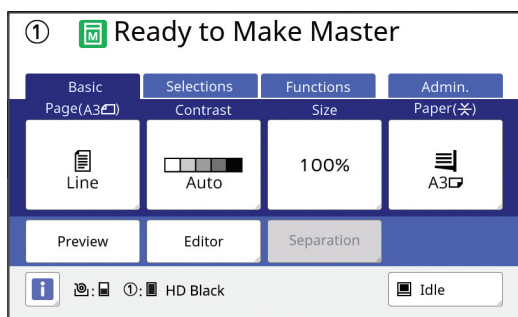 ① M Ready to Make Master
Basic Selections Functions Admin.
Page(A3) Contrast Size Paper()
Line Auto 100% A3
Preview Editor Separation
i : ①: HD Black Idle